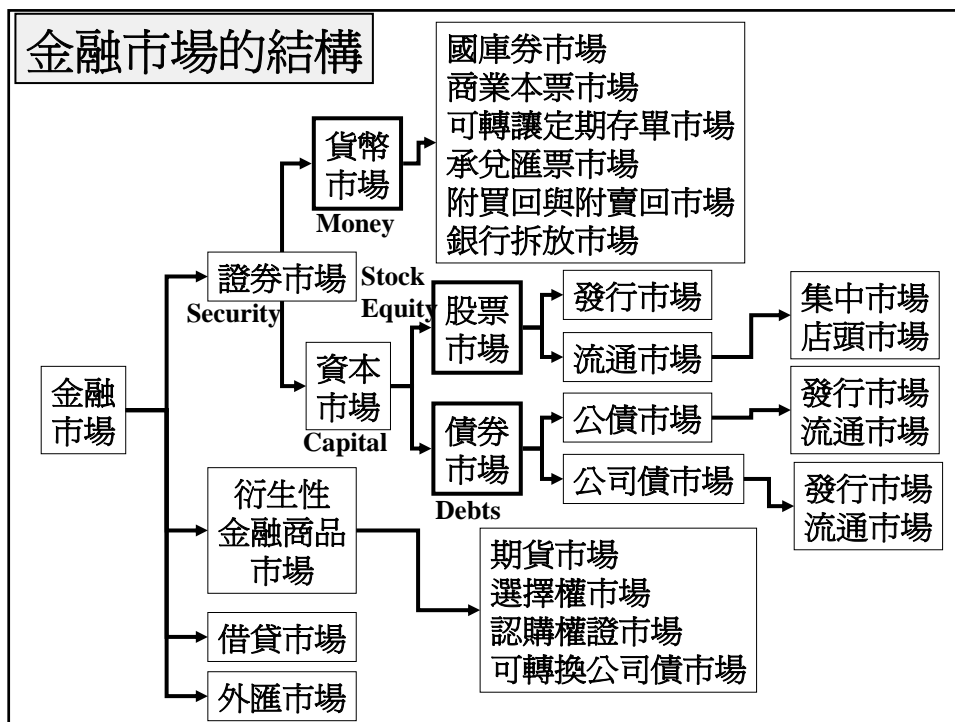 金融市場的結構
國庫券市場
商業本票市場
可轉讓定期存單市場
承兌匯票市場
附買回與附賣回市場
銀行拆放市場
貨幣
市場
Money
證券市場
Security
Stock
Equity
股票
市場
發行市場
流通市場
集中市場
店頭市場
資本
市場
Capital
債券
市場
Debts
公債市場
公司債市場
發行市場
流通市場
發行市場
流通市場
金融
市場
衍生性
金融商品
市場
期貨市場
選擇權市場
認購權證市場
可轉換公司債市場
借貸市場
外匯市場